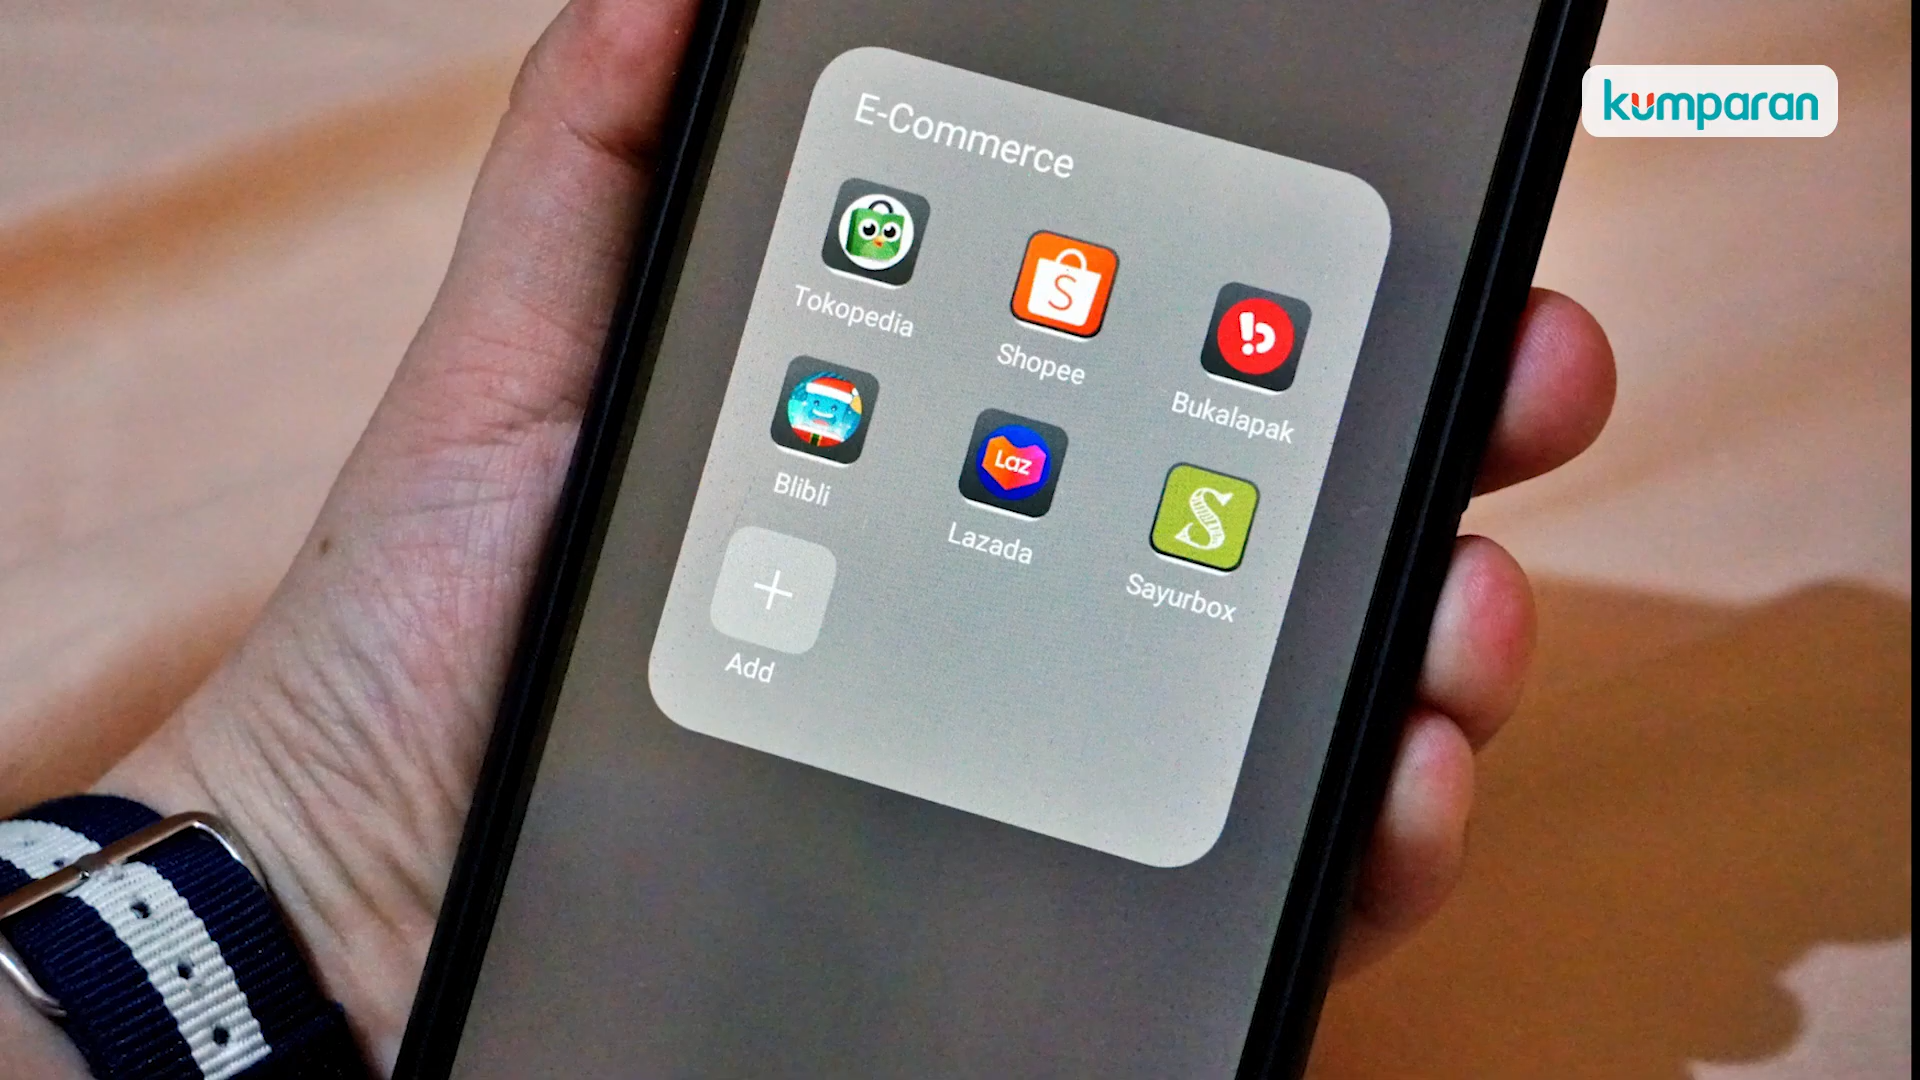 kumparan
E-Commerce
Tokopedia
S
Shopee
Bukalapak
Blibli
Laz
Lazada
S
Sayurbox
+
Add